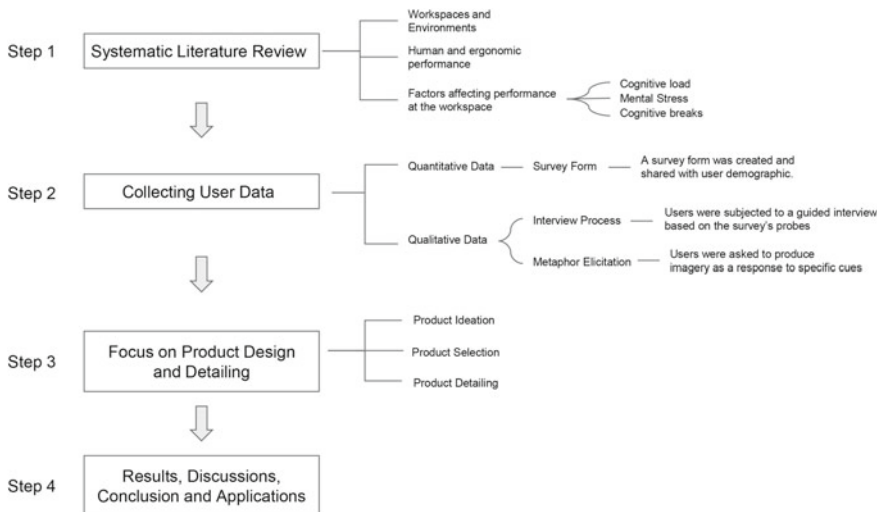 Step 1
Systematic Literature Review
Workspaces and
Environments
Human and ergonomic
performance
Factors affecting performance
at the workspace
Cognitive load
Mental Stress
Cognitive breaks
Step 2
Collecting User Data
Quantitative Data
Survey Form
A survey form was created and
shared with user demographic.
Qualitative Data
Interview Process
Users were subjected to a guided interview
based on the survey's probes
Metaphor Elicitation
Users were asked to produce
imagery as a response to specific cues
Step 3
Focus on Product Design
and Detailing
Product Ideation
Product Selection
Product Detailing
Step 4
Results, Discussions,
Conclusion and Applications